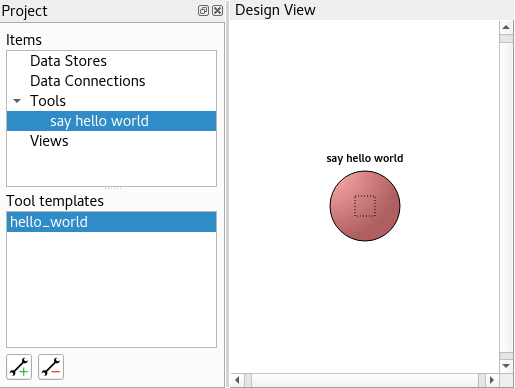 Project
Items
Data Stores
Data Connections
Tools
say hello world
Views
Tool templates
hello_world
Design View
say hello world